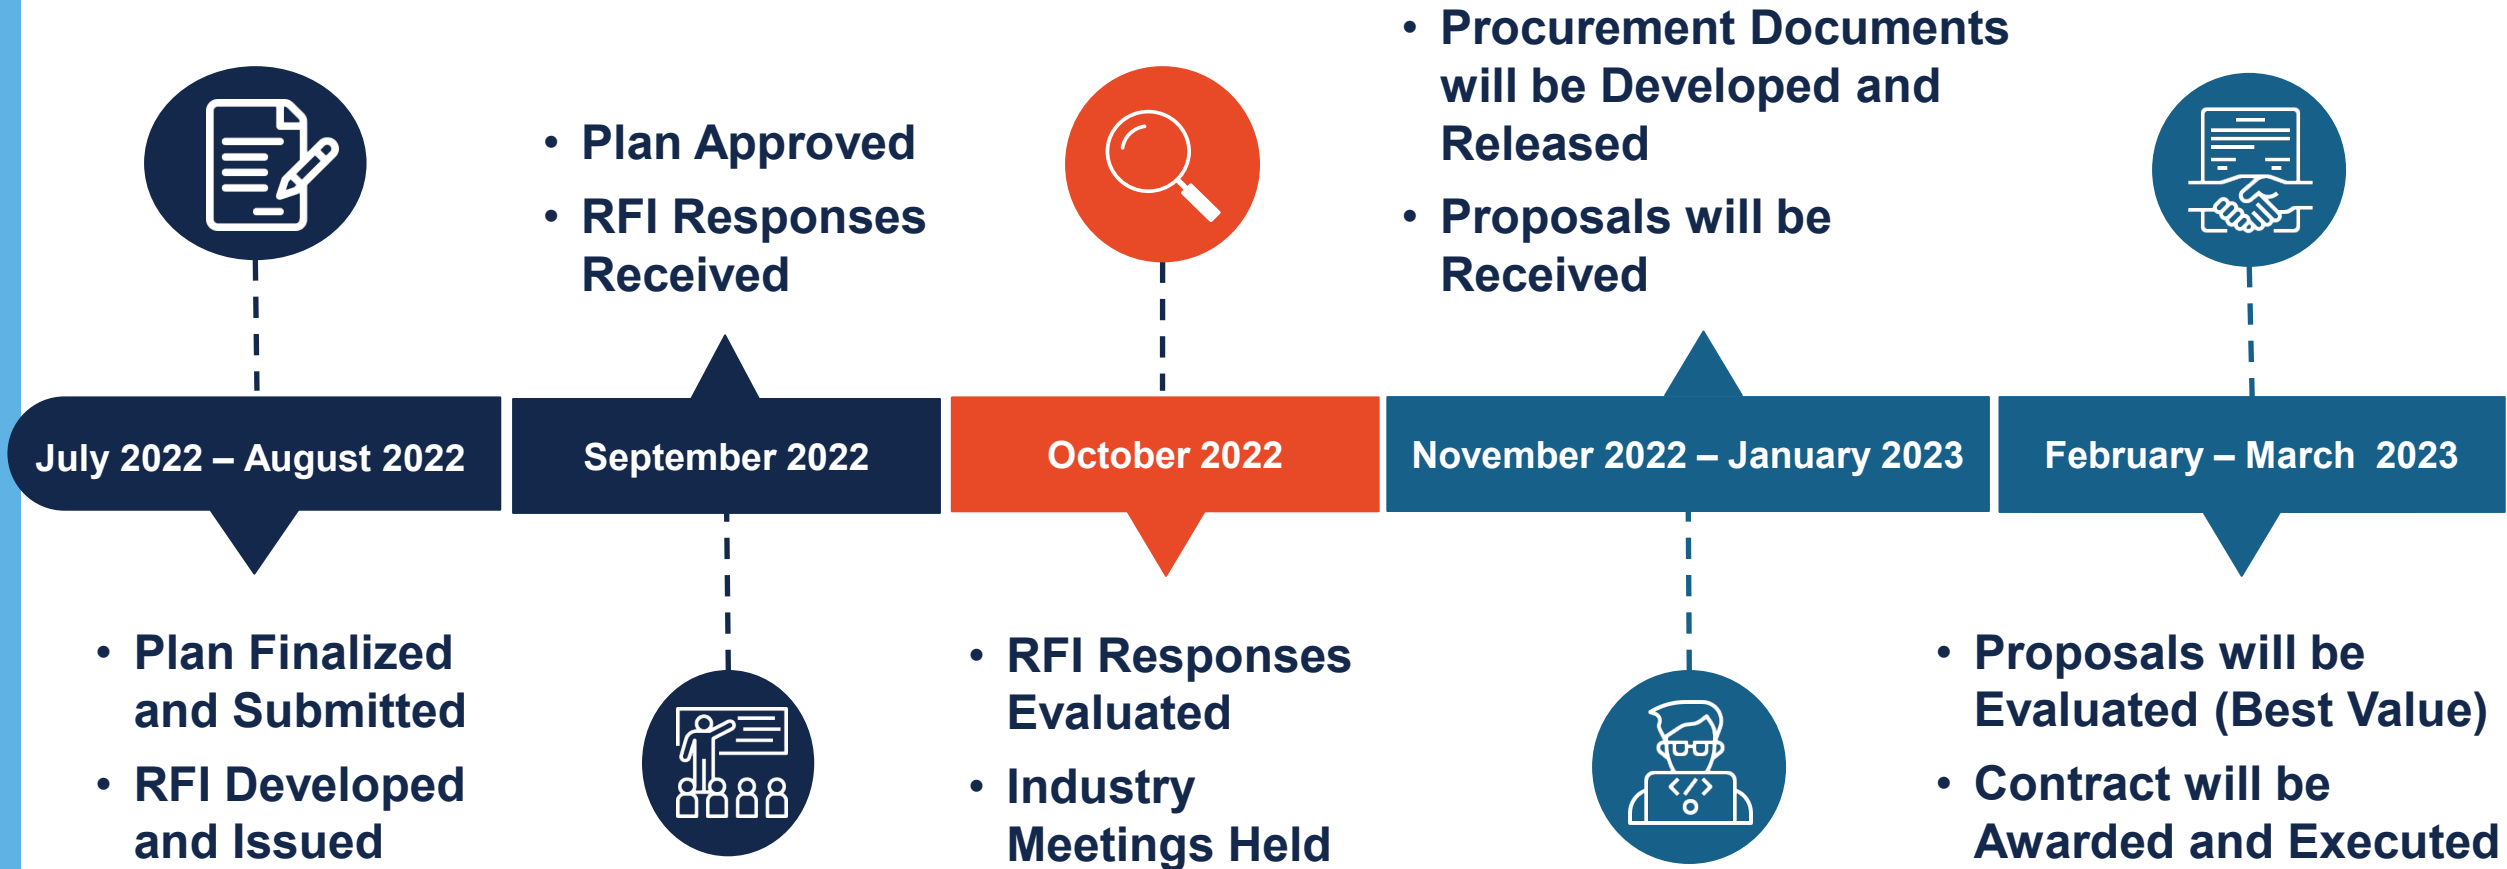 • Plan Approved
• RFI Responses
Received
• Procurement Documents
will be Developed and
Released
• Proposals will be
Received
July 2022 – August 2022
September 2022
October 2022
November 2022 – January 2023
February – March 2023
• Plan Finalized
and Submitted
• RFI Developed
and Issued
• RFI Responses
Evaluated
• Industry
Meetings Held
</>
• Proposals will be
Evaluated (Best Value)
• Contract will be
Awarded and Executed